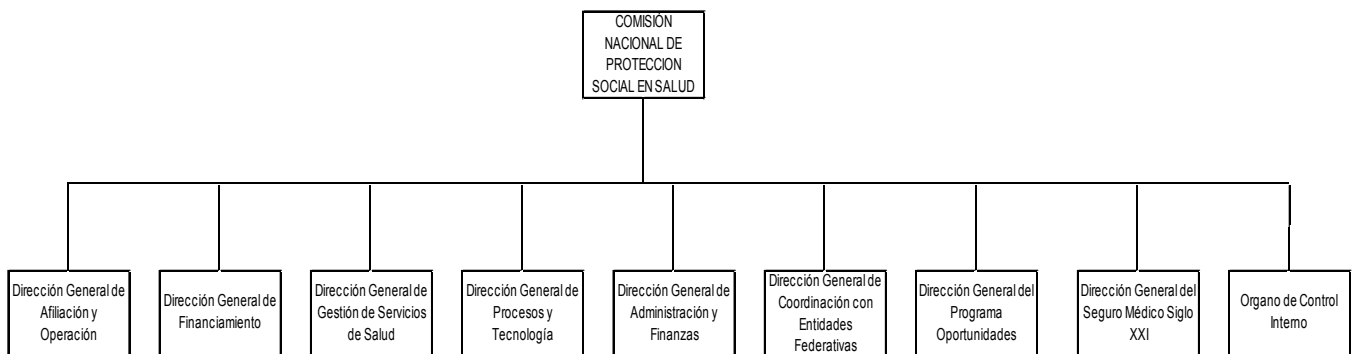 COMISIÓN
NACIONAL DE
PROTECCION
SOCIAL EN SALUD
Dirección General de
Afiliación y
Operación
Dirección General de
Financiamiento
Dirección General de
Gestión de Servicios
de Salud
Dirección General de
Procesos y
Tecnología
Dirección General de
Administración y
Finanzas
Dirección General de
Coordinación con
Entidades
Federativas
Dirección General del
Programa
Oportunidades
Dirección General del
Seguro Médico Siglo
XXI
Organo de Control
Interno